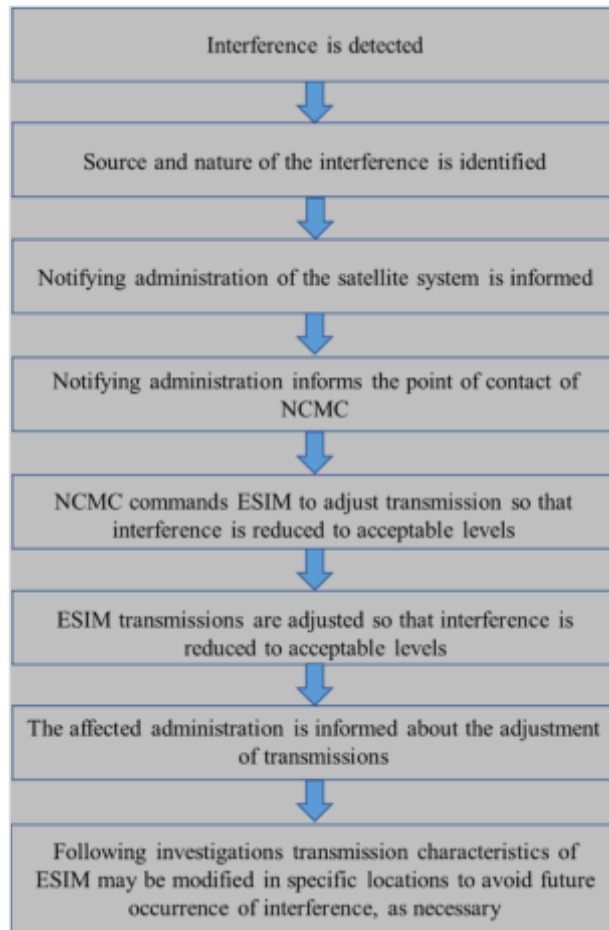 Interference is detected
Source and nature of the interference is identified
Notifying administration of the satellite system is informed
Notifying administration informs the point of contact of
NCMC
NCMC commands ESIM to adjust transmission so that
interference is reduced to acceptable levels
ESIM transmissions are adjusted so that interference is
reduced to acceptable levels
The affected administration is informed about the adjustment
of transmissions
Following investigations transmission characteristics of
ESIM may be modified in specific locations to avoid future
occurrence of interference, as necessary